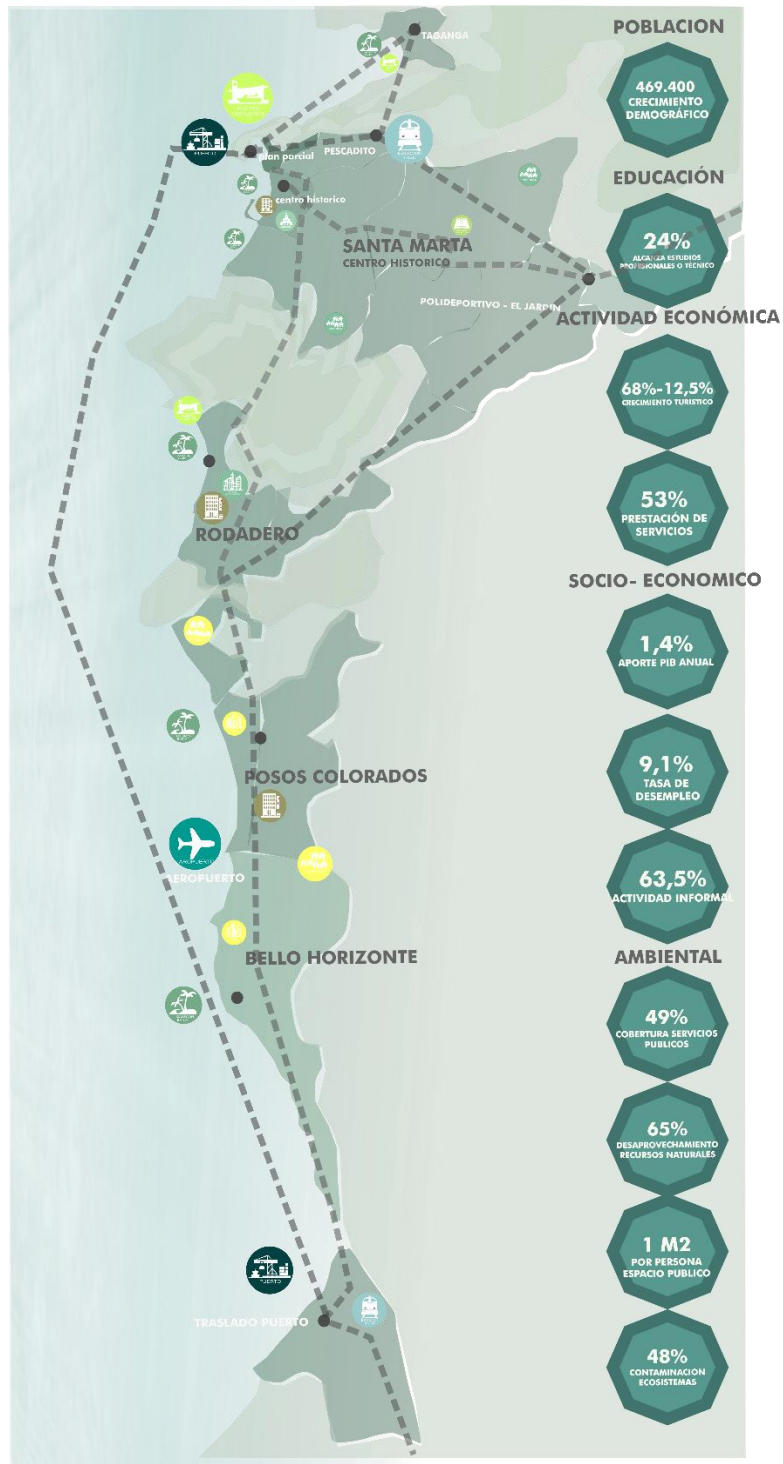 TAGANGA
PUERTO
plan parcial
PESCADITO
centro historico
SANTA MARTA
CENTRO HISTORICO
POLIDEPORTIVO - EL JARDIN
RODADERO
POSOS COLORADOS
AEROPUERTO
AEROPUERTO
BELLO HORIZONTE
PUERTO
TRASLADO PUERTO
POBLACION
469.400
CRECIMIENTO
DEMOGRÁFICO
EDUCACIÓN
24%
ALCANZA ESTUDIOS
PROFESIONALES O TÉCNICO
ACTIVIDAD ECONÓMICA
68%-12,5%
CRECIMIENTO TURISTICO
53%
PRESTACIÓN DE
SERVICIOS
SOCIO- ECONOMICO
1,4%
APORTE PIB ANUAL
9,1%
TASA DE
DESEMPLEO
63,5%
ACTIVIDAD INFORMAL
AMBIENTAL
49%
COBERTURA SERVICIOS
PUBLICOS
65%
DESAPROVECHAMIENTO
RECURSOS NATURALES
1 M2
POR PERSONA
ESPACIO PUBLICO
48%
CONTAMINACION
ECOSISTEMAS